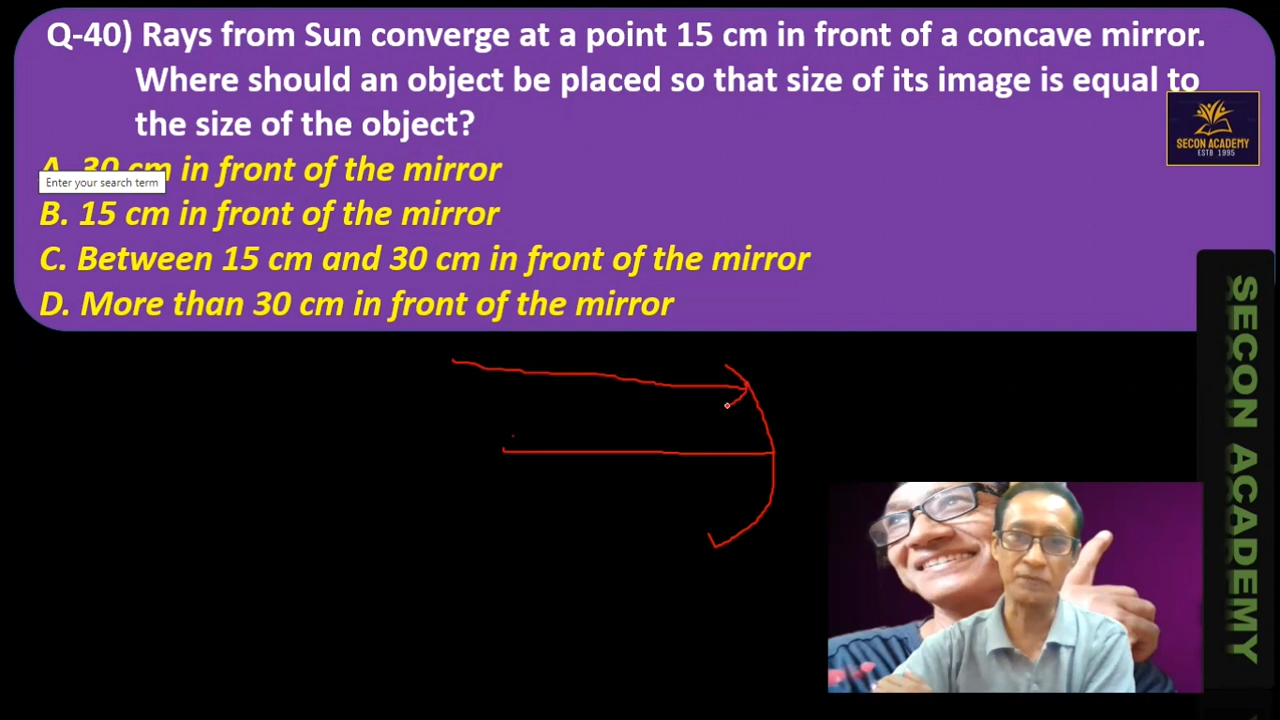 Q-40) Rays from Sun converge at a point 15 cm in front of a concave mirror.
Where should an object be placed so that size of its image is equal to
the size of the object?
A. 30 cm in front of the mirror
Enter your search term
B. 15 cm in front of the mirror
C. Between 15 cm and 30 cm in front of the mirror
D. More than 30 cm in front of the mirror
SECON ACADEMY
ESTB 1995
SECON ACADEMY